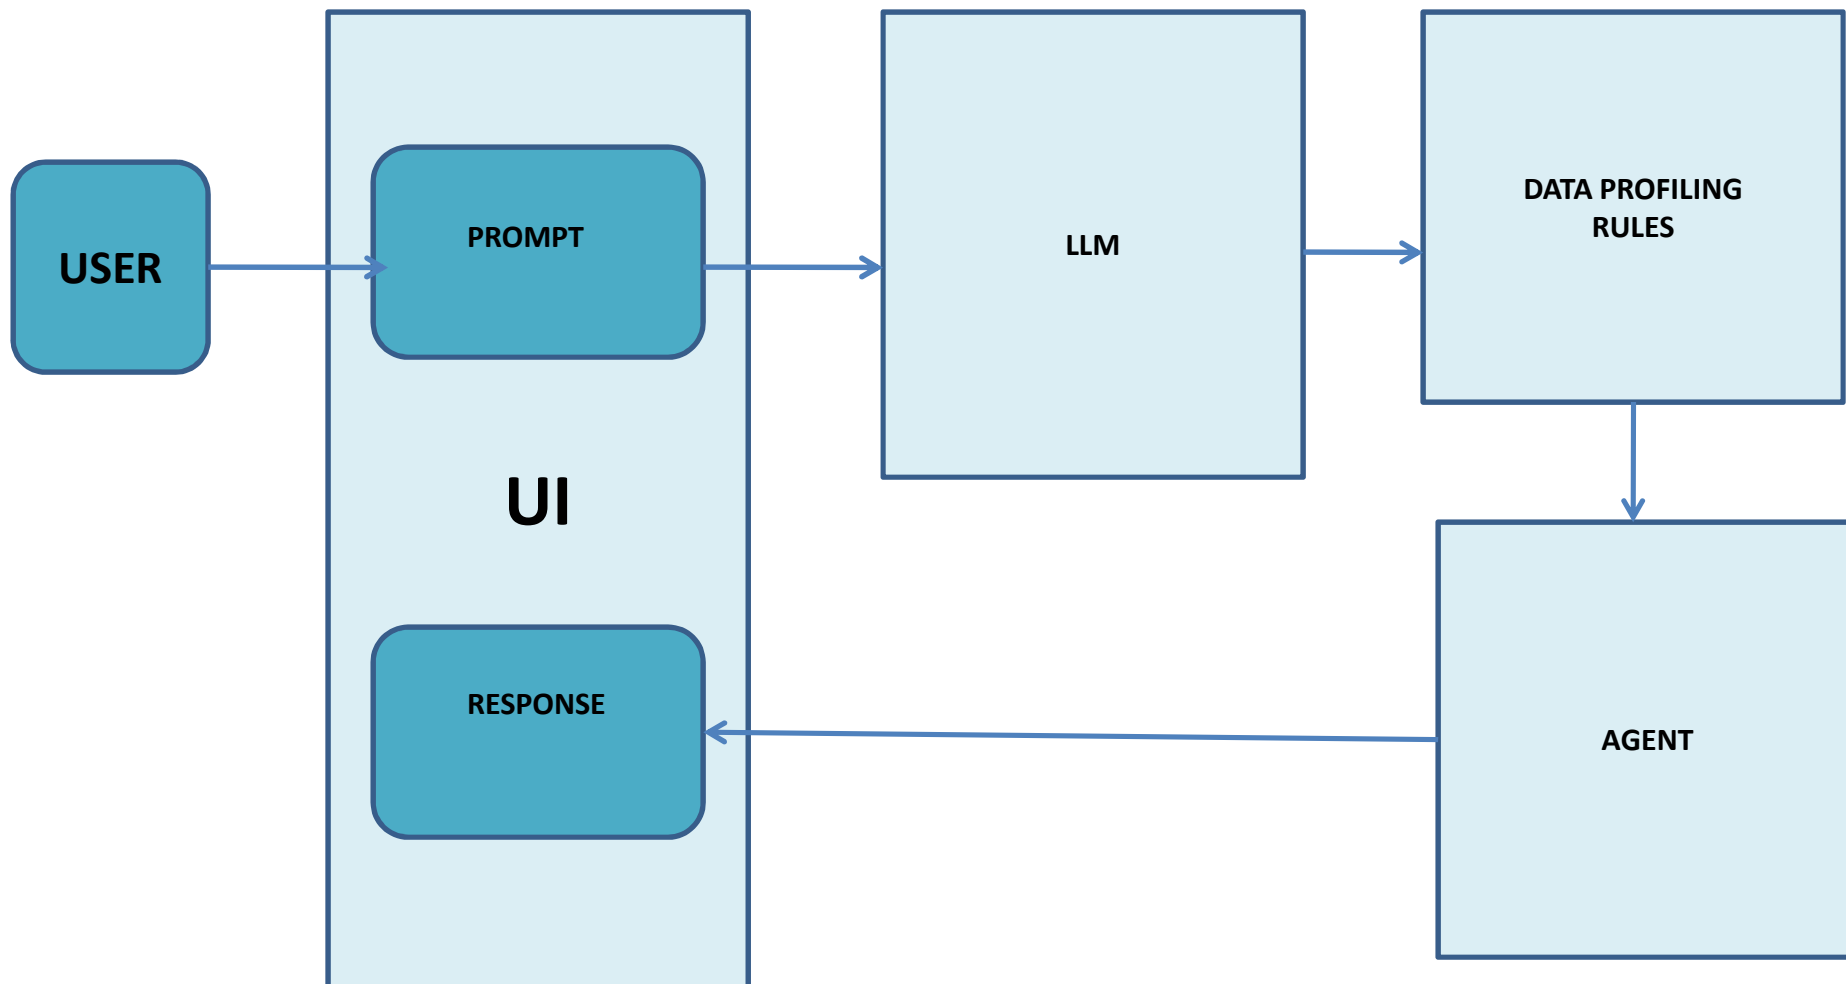 USER
PROMPT
UI
RESPONSE
LLM
DATA PROFILING
RULES
AGENT